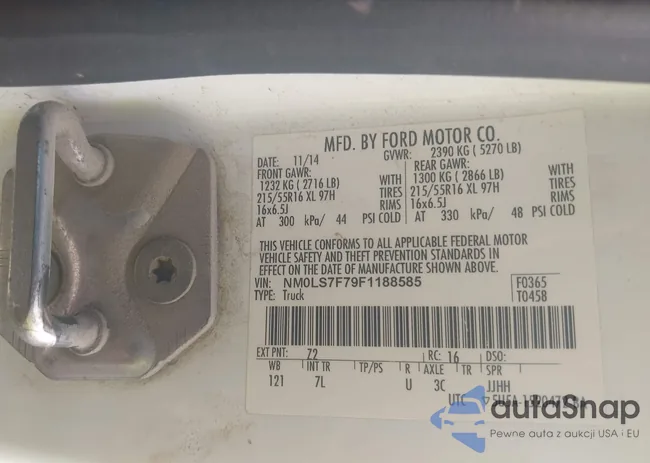 MFD. BY FORD MOTOR CO.
DATE: 11/14 GVWR: 2390 KG ( 5270 LB)
FRONT GAWR: REAR GAWR:
1232 KG ( 2716 LB) WITH 1300 KG ( 2866 LB) WITH
215/55R16 XL 97H TIRES 215/55R16 XL 97H TIRES
16x6.5J RIMS 16x6.5J RIMS
AT 300 kPa/ 44 PSI COLD AT 330 kPa/ 48 PSI COLD
THIS VEHICLE CONFORMS TO ALL APPLICABLE FEDERAL MOTOR
VEHICLE SAFETY AND THEFT PREVENTION STANDARDS IN
EFFECT ON THE DATE OF MANUFACTURE SHOWN ABOVE.
VIN: NM0LS7F79F1188585 F0365
TYPE: Truck T0458
EXT PNT: Z2 RC: 16 DSO:
WB INT TR TP/PS R AXLE TR SPR
121 7L U 3C JJHH
UTC
autoSnap
Pewne auta z aukcji USA i EU